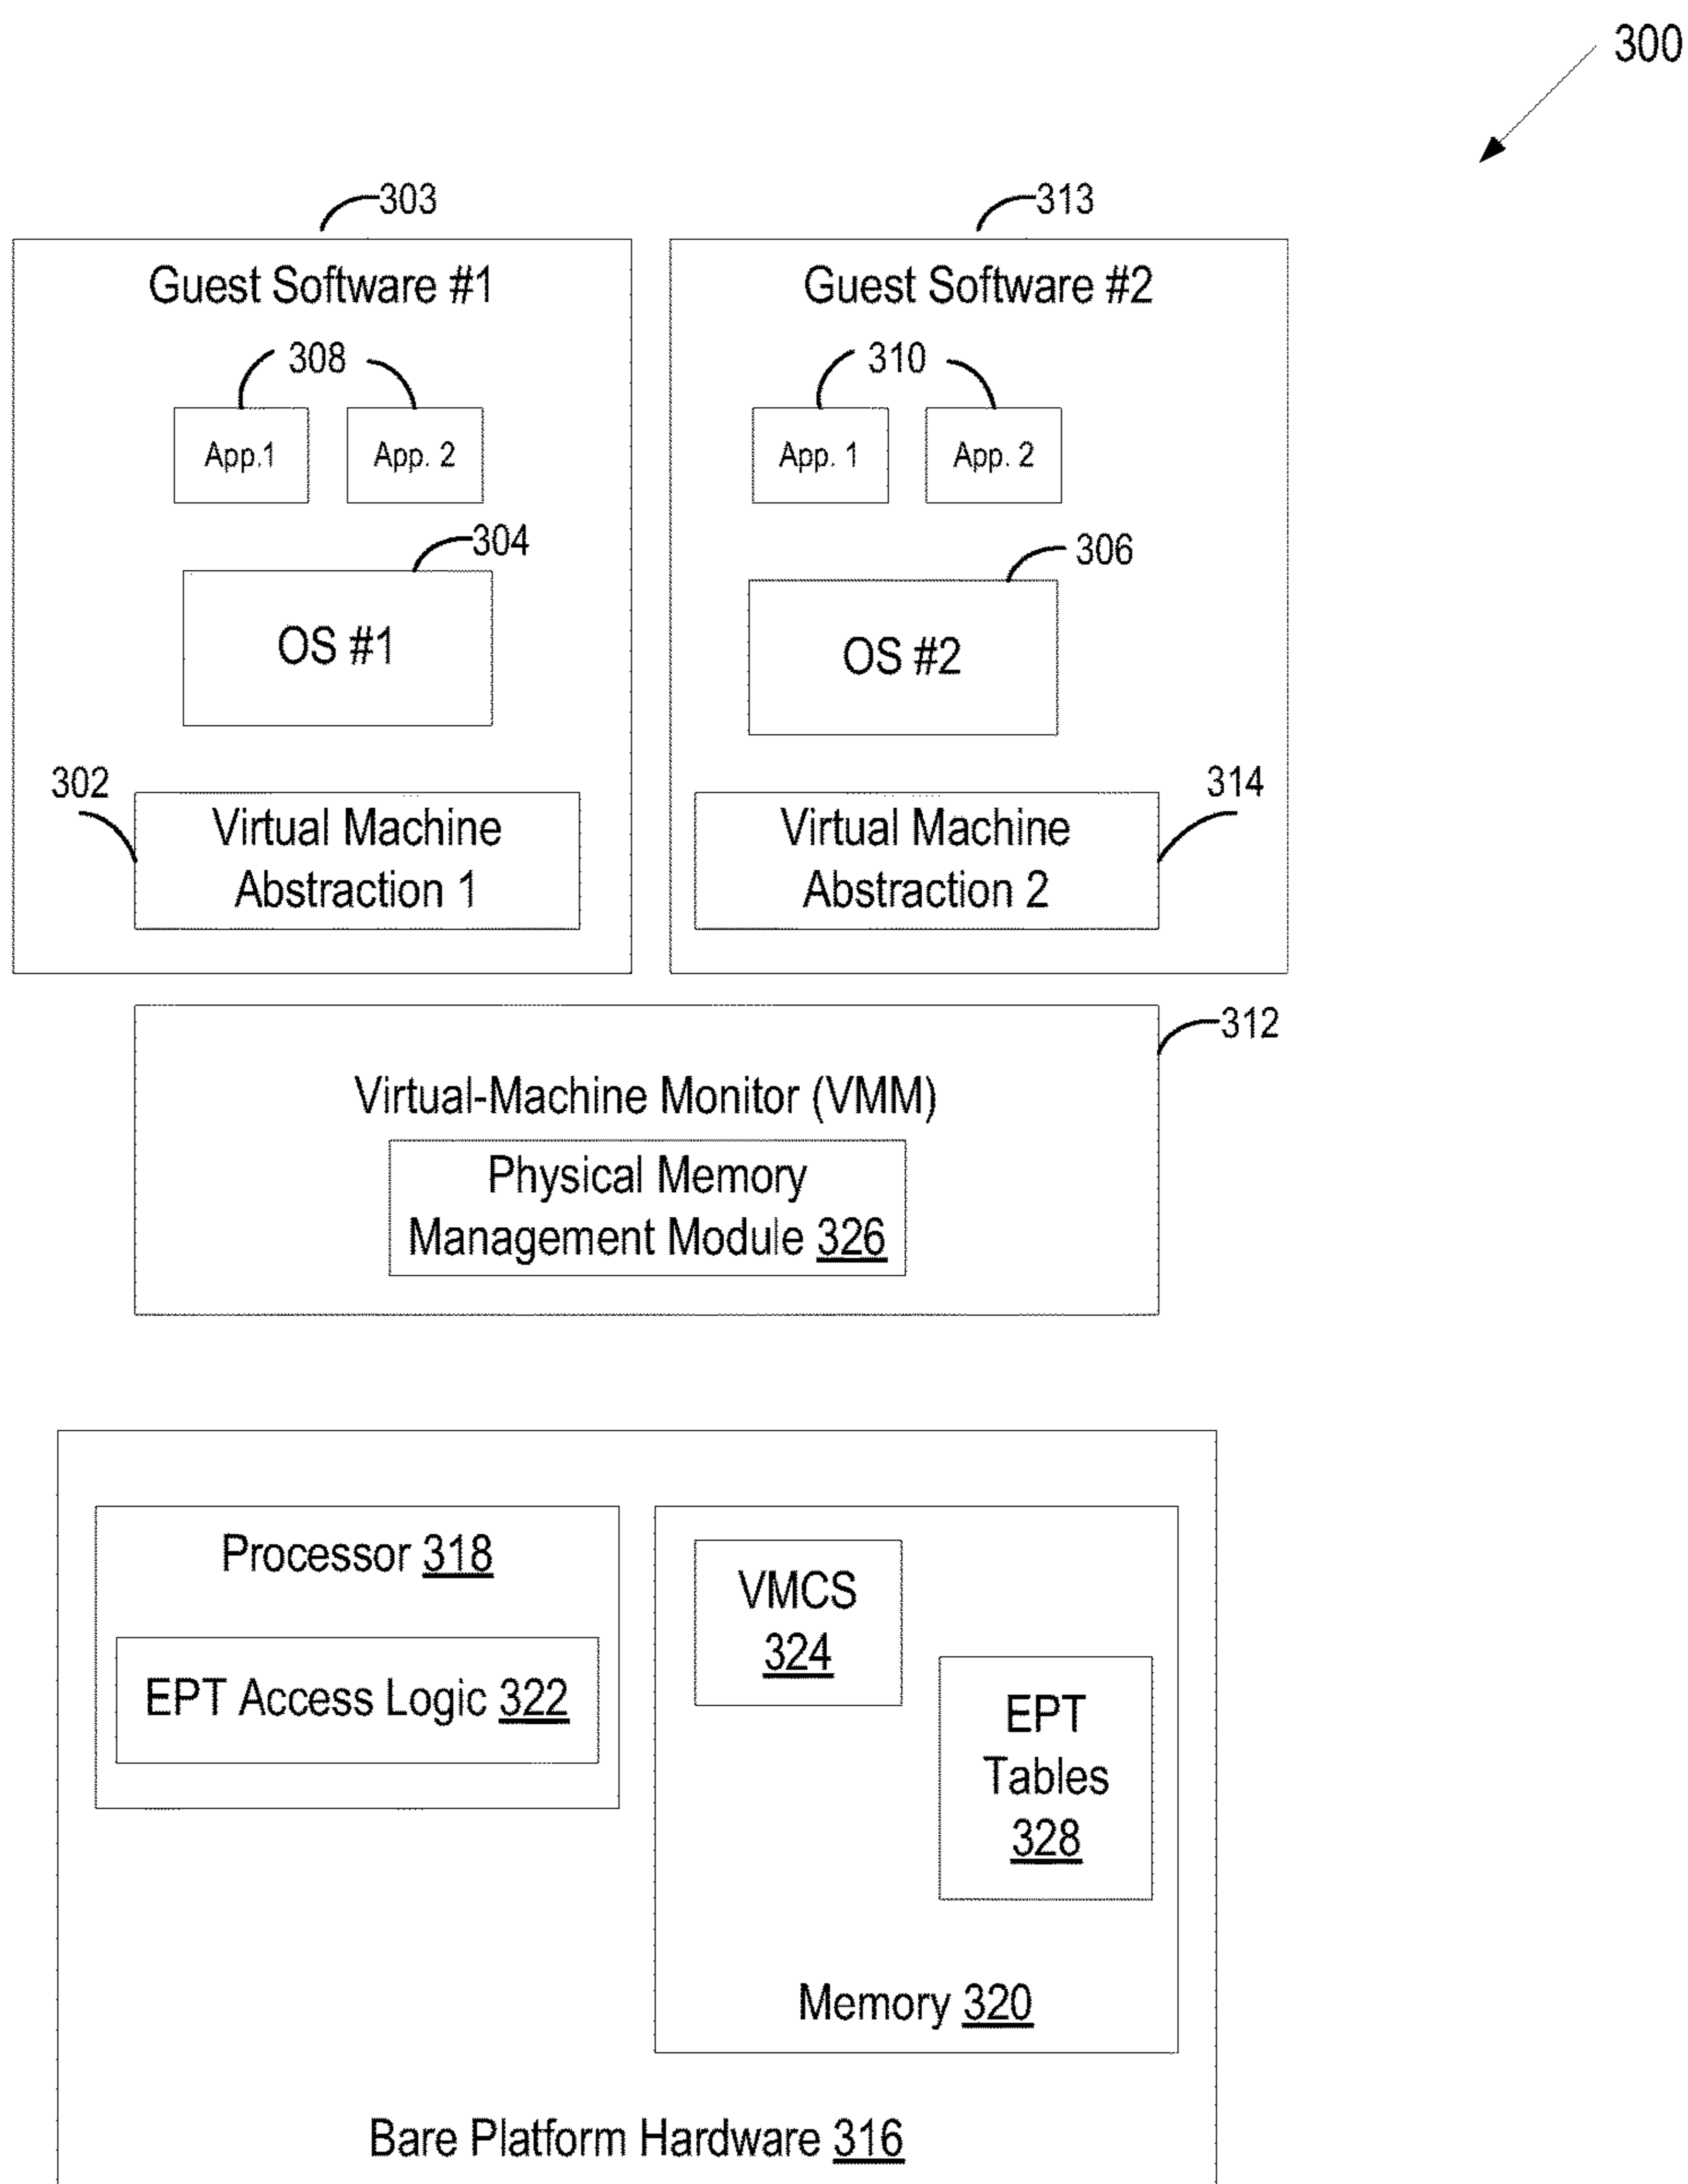 300
303
313
Guest Software #1
Guest Software #2
308
310
App.1
App. 2
App. 1
App. 2
304
306
OS #1
OS #2
302
314
Virtual Machine
Abstraction 1
Virtual Machine
Abstraction 2
312
Virtual-Machine Monitor (VMM)
Physical Memory
Management Module 326
Processor 318
EPT Access Logic 322
VMCS
324
EPT
Tables
328
Memory 320
Bare Platform Hardware 316